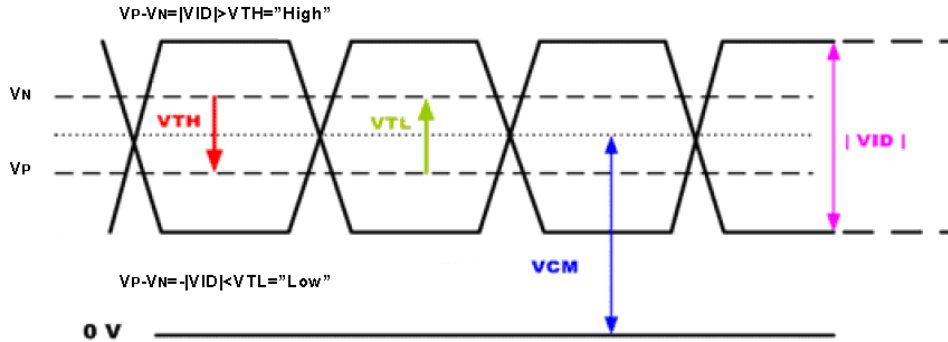 VP-VN=|VID|>VTH="High"
VN
VTH
VTL
| VID |
VP
VCM
VP-VN=-|VID|<VTL="Low"
0 V